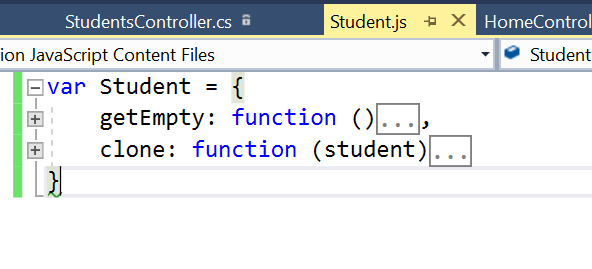 StudentsController.cs
Student.js
HomeControl
ion JavaScript Content Files
Student
var Student = {
getEmpty: function ()...,
clone: function (student)...
}